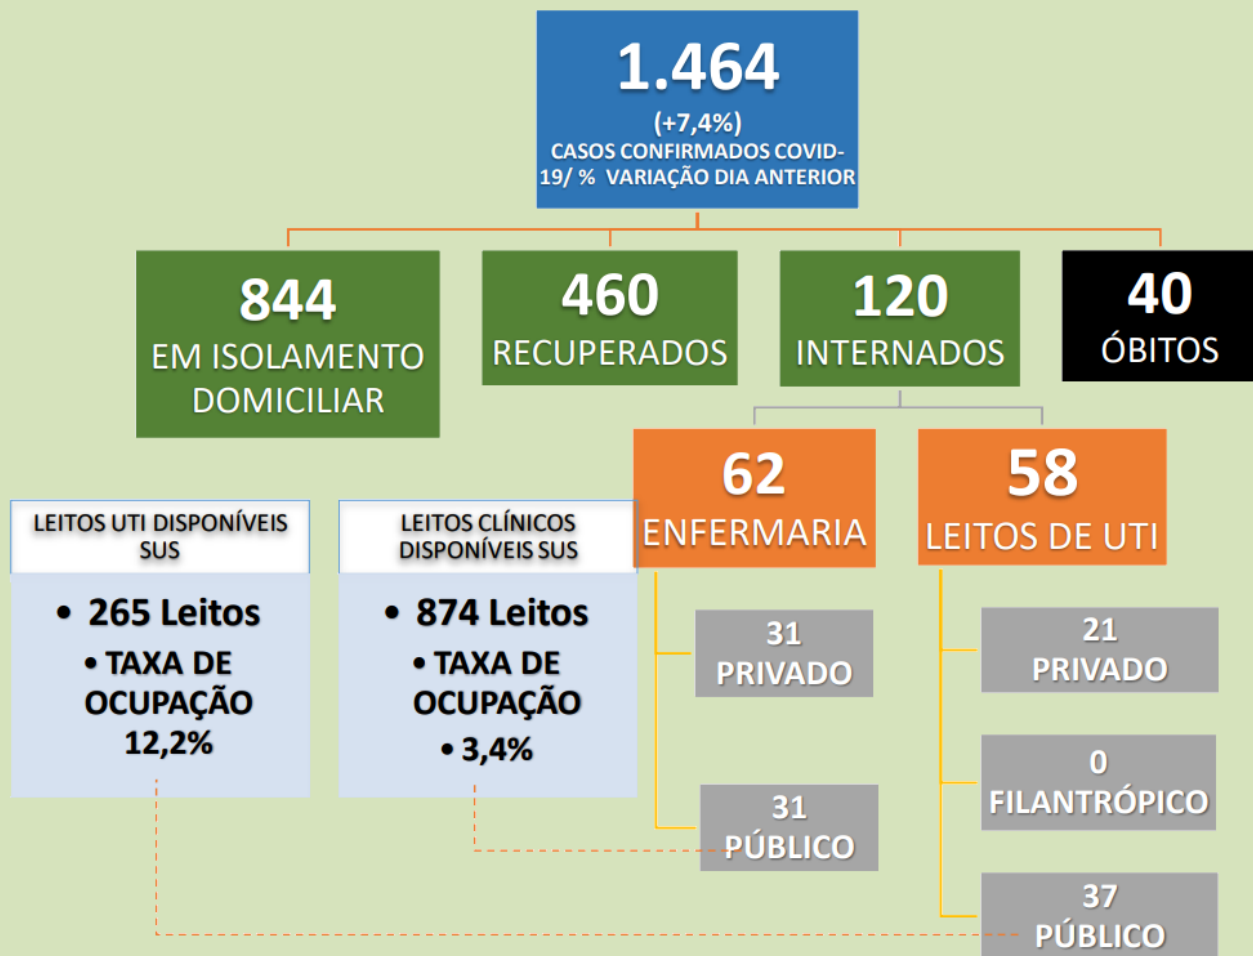 1.464
(+7,4%)
CASOS CONFIRMADOS COVID-
19/ % VARIAÇÃO DIA ANTERIOR
844
EM ISOLAMENTO
DOMICILIAR
460
RECUPERADOS
120
INTERNADOS
40
ÓBITOS
62
ENFERMARIA
58
LEITOS DE UTI
LEITOS UTI DISPONÍVEIS
SUS
• 265 Leitos
• TAXA DE
OCUPAÇÃO
12,2%
LEITOS CLÍNICOS
DISPONÍVEIS SUS
• 874 Leitos
• TAXA DE
OCUPAÇÃO
• 3,4%
31
PRIVADO
31
PÚBLICO
21
PRIVADO
0
FILANTRÓPICO
37
PÚBLICO